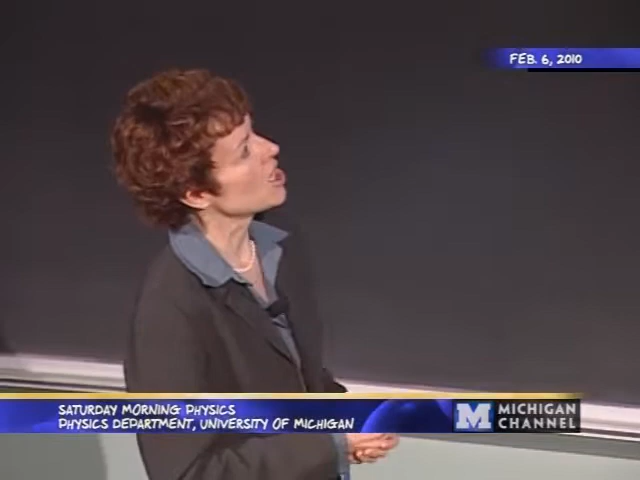 FEB. 6, 2010
SATURDAY MORNING PHYSICS
PHYSICS DEPARTMENT, UNIVERSITY OF MICHIGAN
M MICHIGAN
CHANNEL